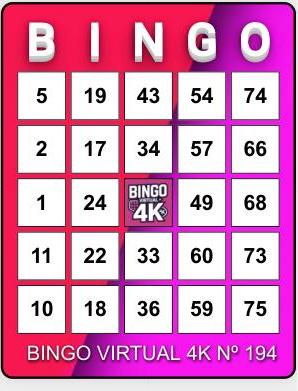 B I N G O
5 19 43 54 74
2 17 34 57 66
1 24 BINGO VIRTUAL 4K 49 68
11 22 33 60 73
10 18 36 59 75
BINGO VIRTUAL 4K Nº 194